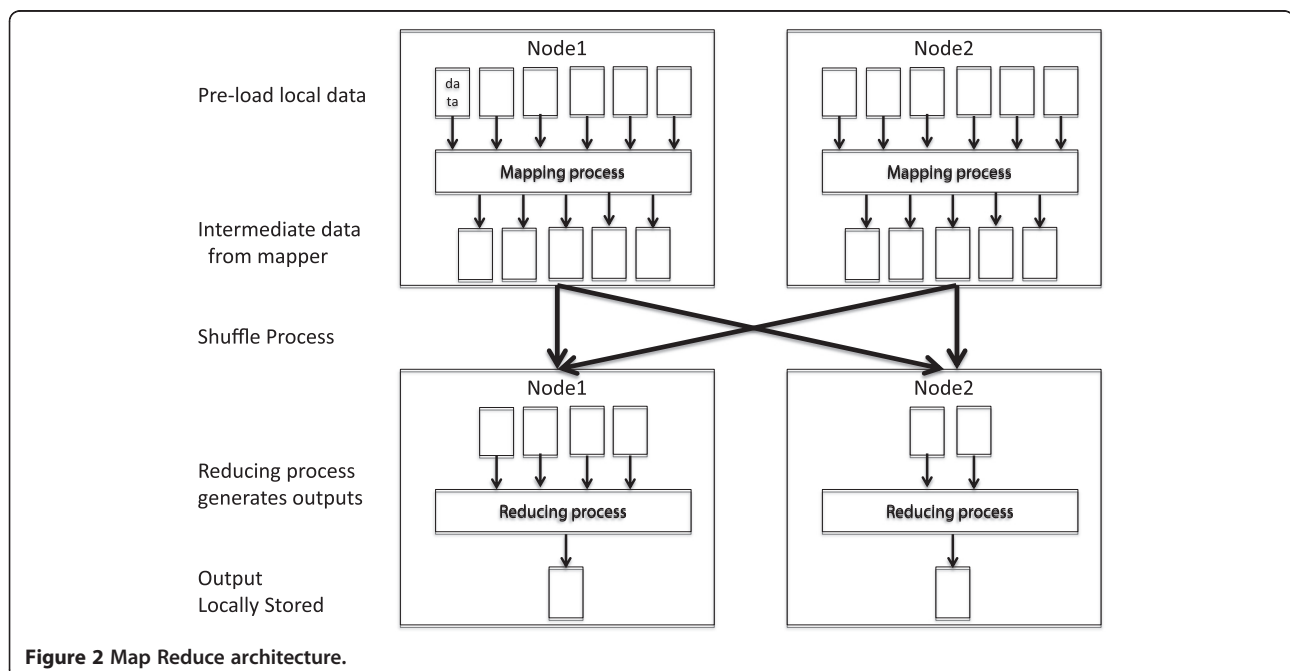 Node1
Node2
Pre-load local data
da
ta
Mapping process
Mapping process
Intermediate data
from mapper
Shuffle Process
Node1
Node2
Reducing process
generates outputs
Reducing process
Reducing process
Output
Locally Stored
Figure 2 Map Reduce architecture.